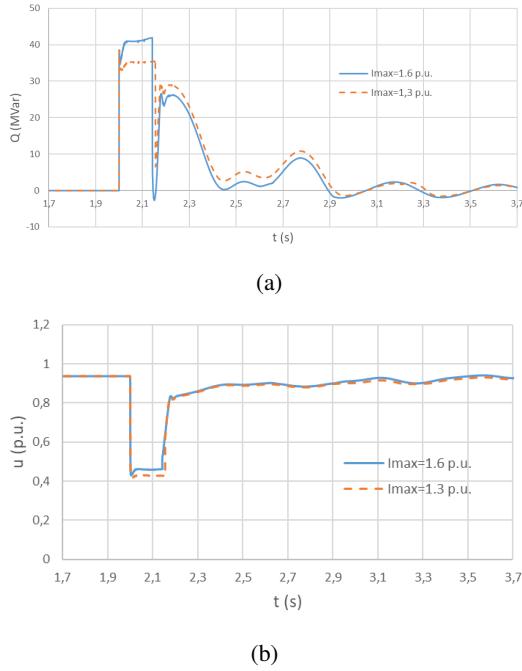 50
40
30
20
10
0
-10
Q (MVar)
Imax=1.6 p.u.
Imax=1,3 p.u.
1,7 1,9 2,1 2,3 2,5 2,7 2,9 3,1 3,3 3,5 3,7
t (s)
(a)
1,2
1
0,8
0,6
0,4
0,2
0
u (p.u.)
Imax=1.6 p.u.
Imax=1.3 p.u.
1,7 1,9 2,1 2,3 2,5 2,7 2,9 3,1 3,3 3,5 3,7
t (s)
(b)